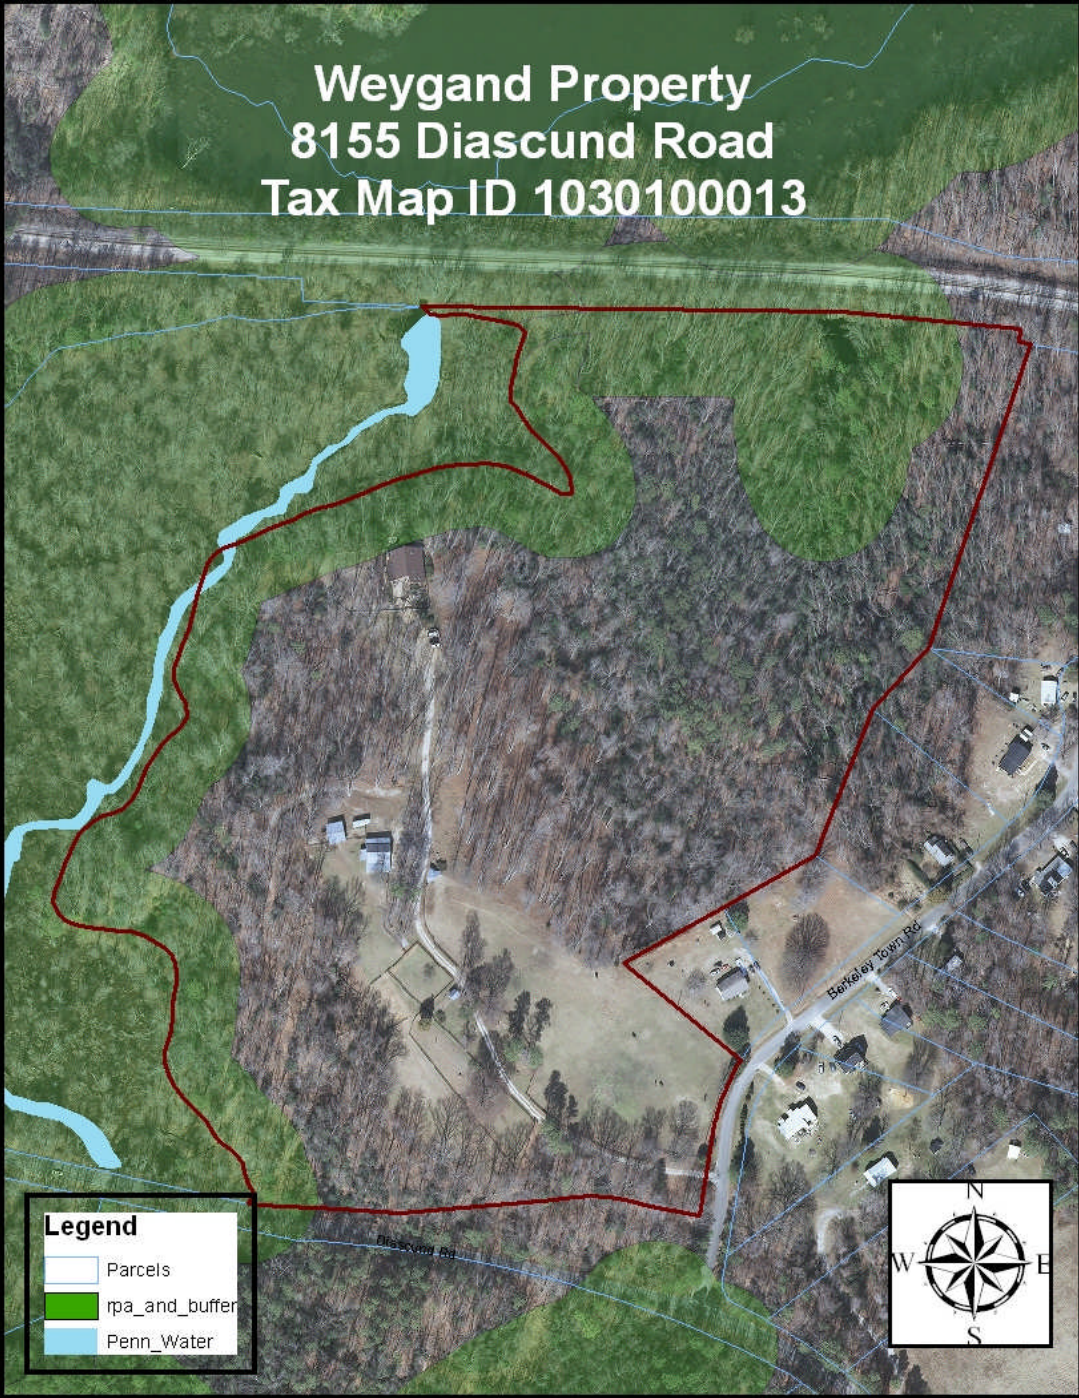 Weygand Property
8155 Diascund Road
Tax Map ID 1030100013
Berkeley Town Rd
Diascund Rd
Legend
Parcels
rpa_and_buffer
Penn_Water
N
W
E
S